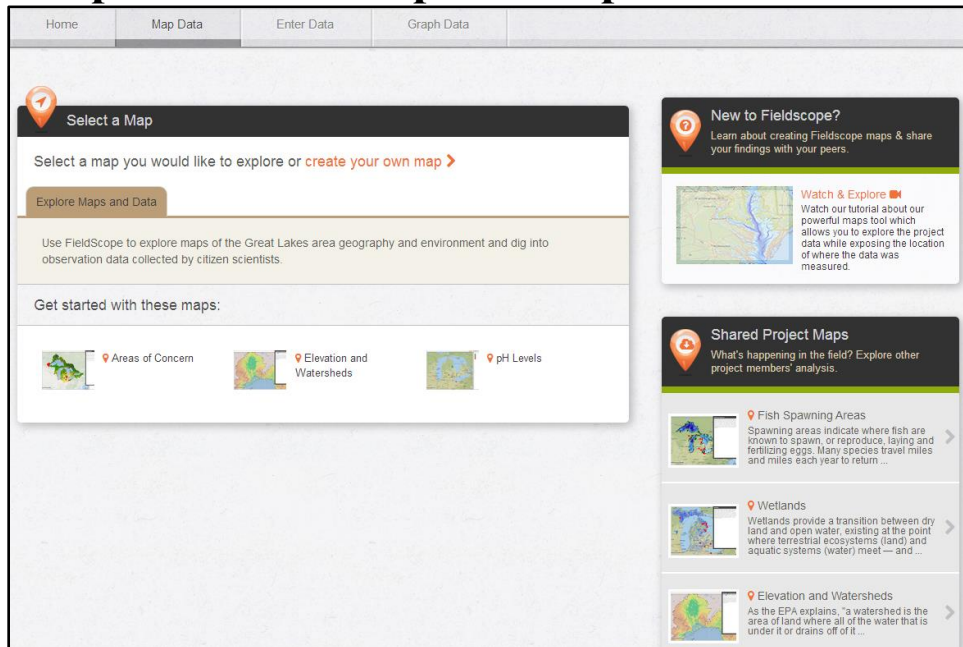 Home
Map Data
Enter Data
Graph Data
Select a Map
Select a map you would like to explore or create your own map
Explore Maps and Data
Use FieldScope to explore maps of the Great Lakes area geography and environment and dig into
observation data collected by citizen scientists.
Get started with these maps:
Areas of Concern
Elevation and
Watersheds
pH Levels
New to Fieldscope?
Learn about creating Fieldscope maps & share
your findings with your peers.
Watch & Explore
Watch our tutorial about our
powerful maps tool which
allows you to explore the project
data while exposing the location
of where the data was
measured.
Shared Project Maps
What's happening in the field? Explore other
project members' analysis.
Fish Spawning Areas
Spawning areas indicate where fish are
known to spawn, or reproduce, laying and
fertilizing eggs. Many species travel miles
and miles each year to return ...
Wetlands
Wetlands provide a transition between dry
land and open water, existing at the point
where terrestrial ecosystems (land) and
aquatic systems (water) meet — and ...
Elevation and Watersheds
As the EPA explains, "a watershed is the
area of land where all of the water that is
under it or drains off of it ...